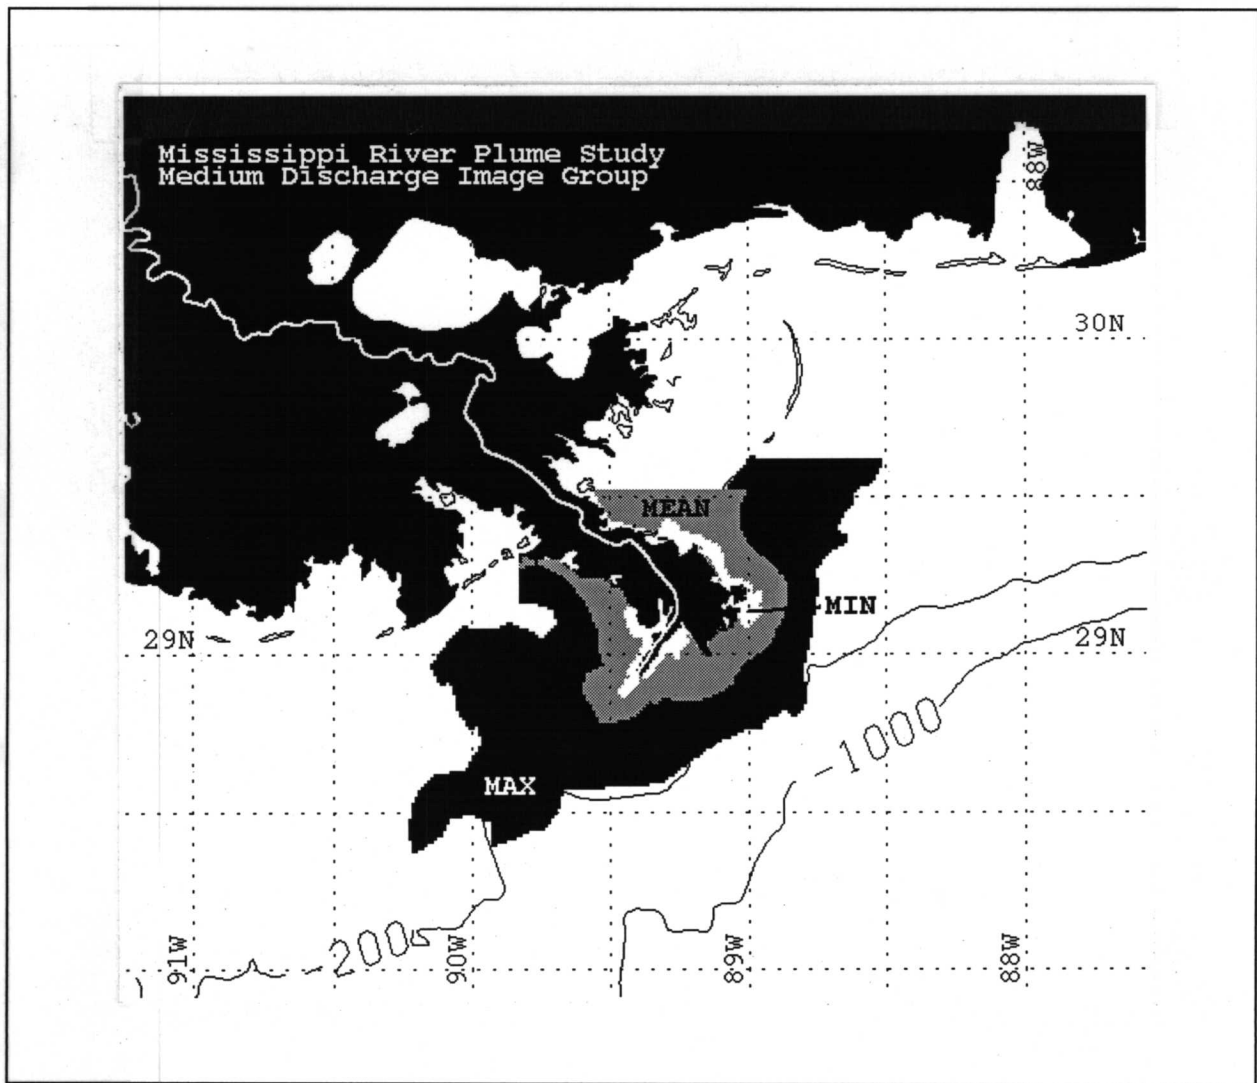 Mississippi River Plume Study
Medium Discharge Image Group
88W
30N
MEAN
MIN
29N
29N
-1000
MAX
-200
91W
90W
89W
88W